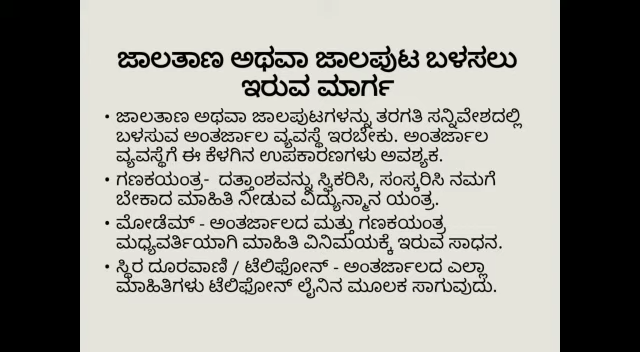 ಜಾಲತಾಣ ಅಥವಾ ಜಾಲಪುಟ ಬಳಸಲು
ಇರುವ ಮಾರ್ಗ
• ಜಾಲತಾಣ ಅಥವಾ ಜಾಲಪುಟಗಳನ್ನು ತರಗತಿ ಸನ್ನಿವೇಶದಲ್ಲಿ
ಬಳಸುವ ಅಂತರ್ಜಾಲ ವ್ಯವಸ್ಥೆ ಇರಬೇಕು. ಅಂತರ್ಜಾಲ
ವ್ಯವಸ್ಥೆಗೆ ಈ ಕೆಳಗಿನ ಉಪಕಾರಣಗಳು ಅವಶ್ಯಕ.
• ಗಣಕಯಂತ್ರ- ದತ್ತಾಂಶವನ್ನು ಸ್ವಿಕರಿಸಿ, ಸಂಸ್ಕರಿಸಿ ನಮಗೆ
ಬೇಕಾದ ಮಾಹಿತಿ ನೀಡುವ ವಿದ್ಯುನ್ಮಾನ ಯಂತ್ರ.
• ಮೋಡೆಮ್ - ಅಂತರ್ಜಾಲದ ಮತ್ತು ಗಣಕಯಂತ್ರ
ಮಧ್ಯವರ್ತಿಯಾಗಿ ಮಾಹಿತಿ ವಿನಿಮಯಕ್ಕೆ ಇರುವ ಸಾಧನ.
• ಸ್ಥಿರ ದೂರವಾಣಿ / ಟೆಲಿಫೋನ್ - ಅಂತರ್ಜಾಲದ ಎಲ್ಲಾ
ಮಾಹಿತಿಗಳು ಟೆಲಿಫೋನ್ ಲೈನಿನ ಮೂಲಕ ಸಾಗುವುದು.